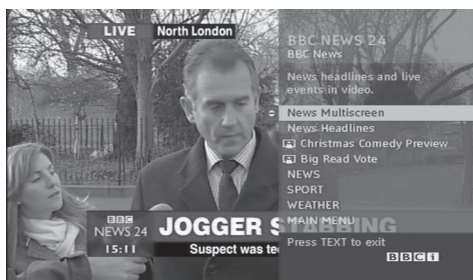 LIVE North London
BBC NEWS 24
BBC News
News headlines and live
events in video.
News Multiscreen
News Headlines
Christmas Comedy Preview
Big Read Vote
NEWS
SPORT
WEATHER
MAIN MENU
Press TEXT to exit
BBCi
BBC
NEWS 24
15:11
JOGGER STABBING
Suspect was